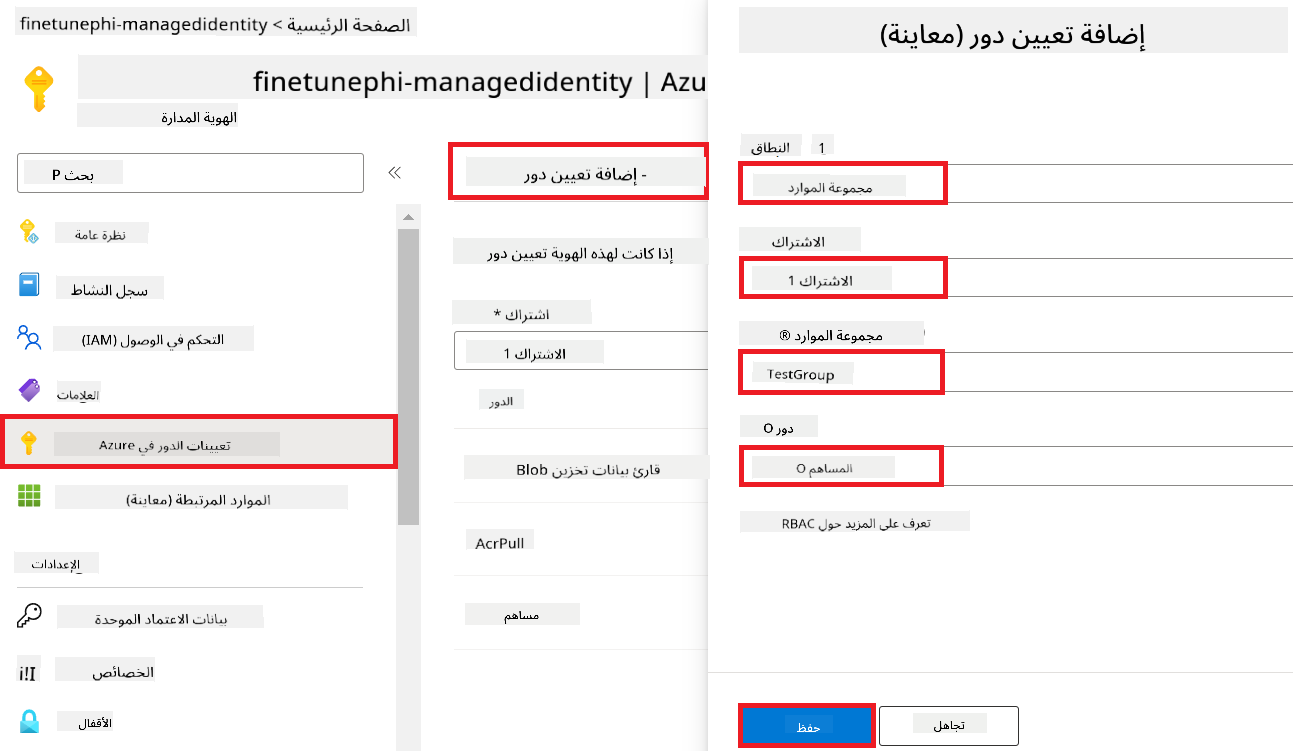 الصفحة الرئيسية > finetunephi-managedidentity
finetunephi-managedidentity | Azu
الهوية المدارة
بحث P
»
نظرة عامة
سجل النشاط
التحكم في الوصول (IAM)
العلامات
تعيينات الدور في Azure
الموارد المرتبطة (معاينة)
الإعدادات
بيانات الاعتماد الموحدة
الخصائص
الأقفال
- إضافة تعيين دور
إذا كانت لهذه الهوية تعيين دور
اشتراك *
الاشتراك 1
الدور
قارئ بيانات تخزين Blob
AcrPull
مساهم
إضافة تعيين دور (معاينة)
النطاق 1
مجموعة الموارد
الاشتراك
الاشتراك 1
مجموعة الموارد ®
TestGroup
دور O
المساهم O
تعرف على المزيد حول RBAC
حفظ
تجاهل